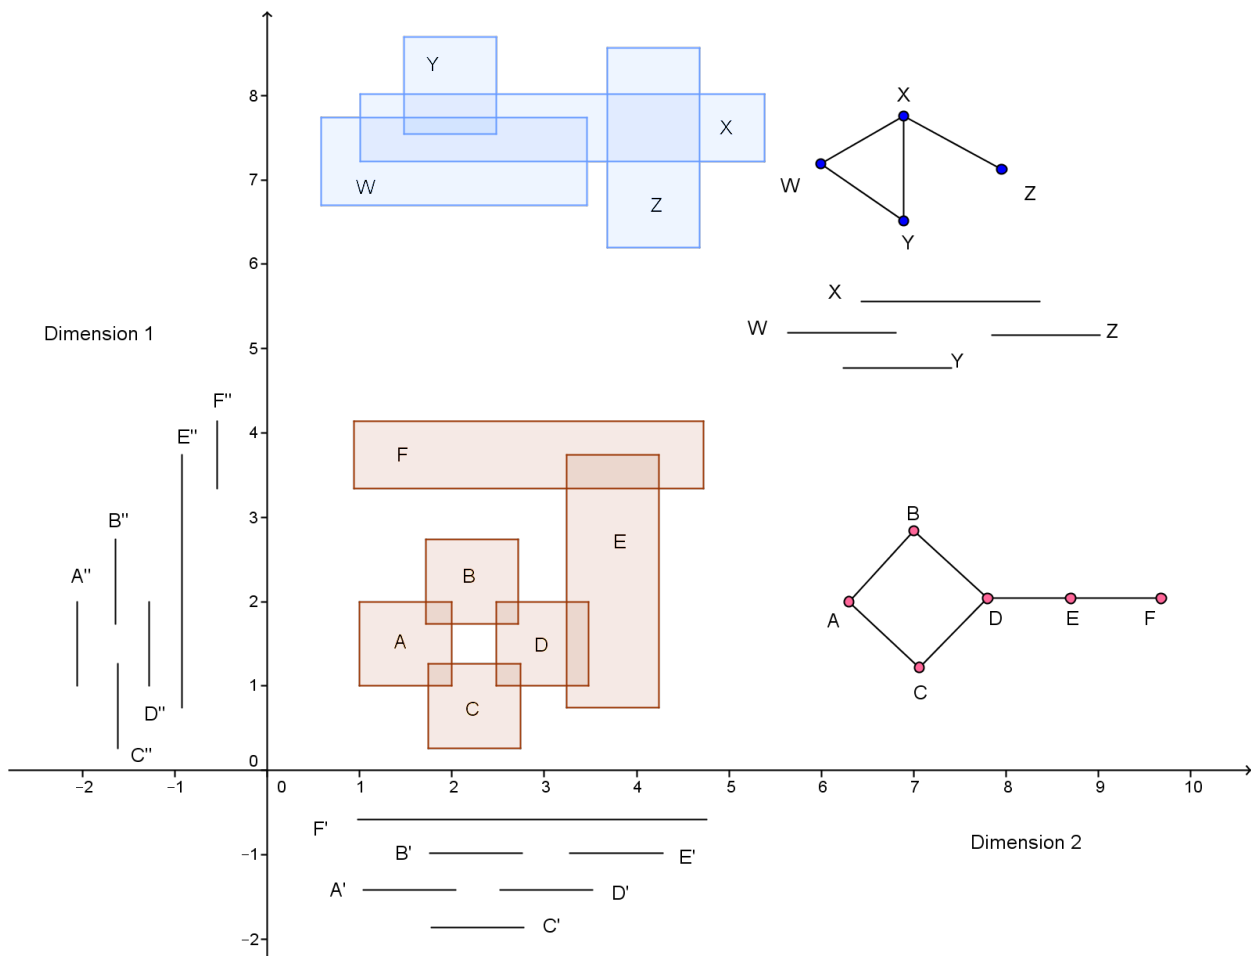 Y
8
X
X
7
W
W
Z
Z
Y
6
X
Dimension 1
5
W
Z
Y
F"
4
E"
F
3
B"
B
E
A"
B
2
A
D
A
D
E
F
1
C
C
D"
C"
0
−2
−1
0
1
2
3
4
5
6
7
8
9
10
F'
−1
B'
E'
Dimension 2
A'
D'
C'
−2